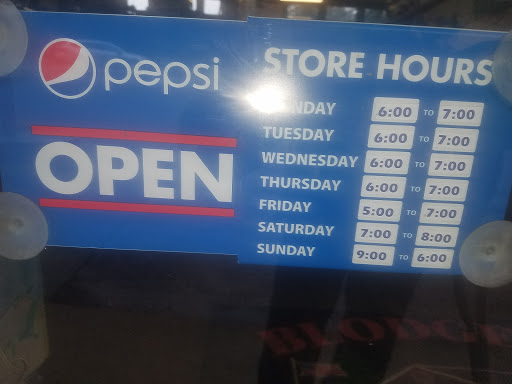 pepsi
OPEN
STORE HOURS
MONDAY 6:00 TO 7:00
TUESDAY 6:00 TO 7:00
WEDNESDAY 6:00 TO 7:00
THURSDAY 6:00 TO 7:00
FRIDAY 5:00 TO 7:00
SATURDAY 7:00 TO 8:00
SUNDAY 9:00 TO 6:00